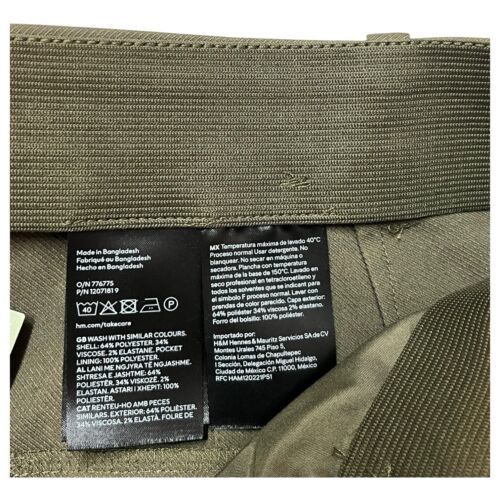 Made in Bangladesh
Fabriqué au Bangladesh
Hecho en Bangladesh
O/N 776775
P/N 1207181 9
40
P
hm.com/takecare
GB WASH WITH SIMILAR COLOURS.
SHELL: 64% POLYESTER. 34%
VISCOSE. 2% ELASTANE. POCKET
LINING: 100% POLYESTER.
AL LANI ME NGJYRA TË NGJASHME.
SHTRESA E JASHTME: 64%
POLIESTËR. 34% VISKOZË. 2%
ELASTAN. ASTARI I XHEPIT: 100%
POLIESTËR.
CAT RENTEU-HO AMB PECES
SIMILARS. EXTERIOR: 64% POLIÈSTER.
34% VISCOSA. 2% ELASTÀ. FOLRE DE
MX Temperatura máxima de lavado 40°C
Proceso normal Usar detergente. No
blanquear. No secar en máquina o
secadora. Plancha con temperatura
máxima de la base de 150°C. Lavado
en seco profesional en tetracloroetileno y
todos los solventes que se indican para
el símbolo F proceso normal. Lavar
con prendas de color similar. Capa exterior:
64% poliéster 34% viscosa 2% elastano.
Forro del bolsillo: 100% poliéster.
Importado por:
H&M Hennes & Mauritz Servicios SA de CV
Montes Urales 745 Piso 5,
Colonia Lomas de Chapultepec
I Sección, Delegación Miguel Hidalgo,
Ciudad de México C.P. 11000, México
RFC HAM120221PS1